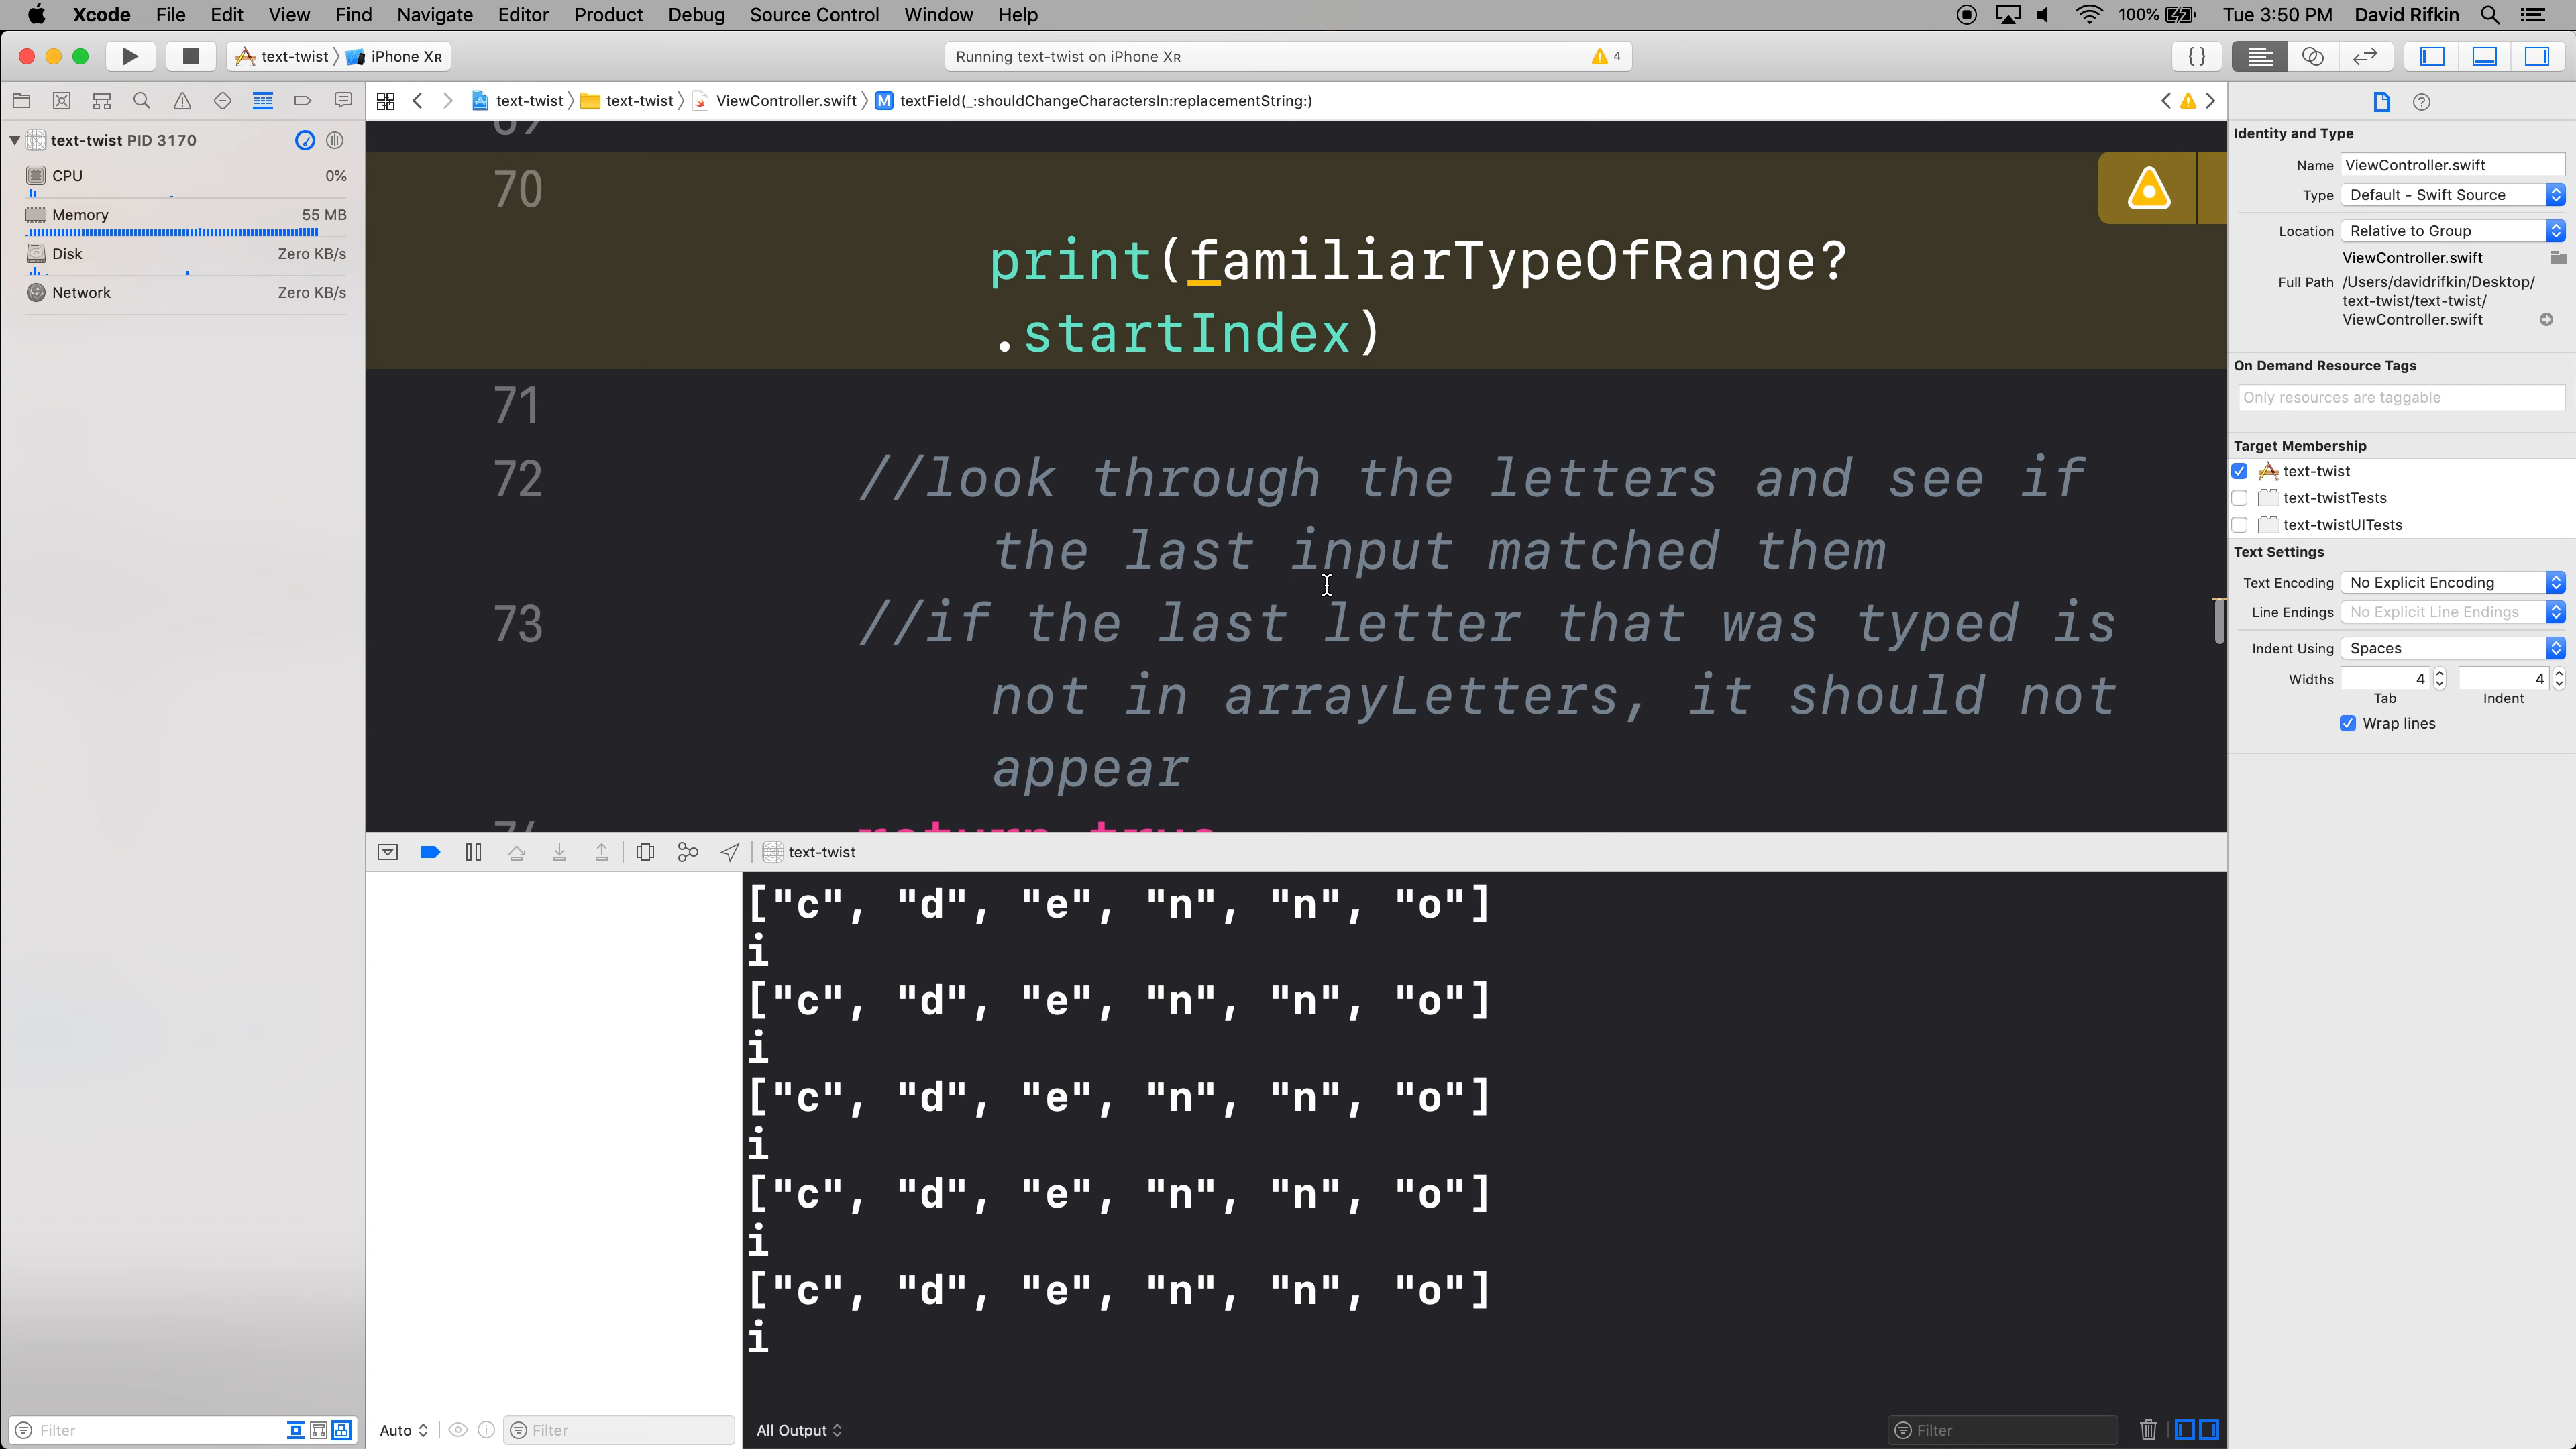 Xcode File Edit View Find Navigate Editor Product Debug Source Control Window Help 100% Tue 3:50 PM David Rifkin
text-twist iPhone XR Running text-twist on iPhone XR 4 {}
text-twist text-twist ViewController.swift M textField(_:shouldChangeCharactersIn:replacementString:)
text-twist PID 3170
CPU 0%
Memory 55 MB
Disk Zero KB/s
Network Zero KB/s
Filter
69
70
print(familiarTypeOfRange?
.startIndex)
71
72 //look through the letters and see if
the last input matched them
73 //if the last letter that was typed is
not in arrayLetters, it should not
appear
74 return true
text-twist
["c", "d", "e", "n", "n", "o"]
i
["c", "d", "e", "n", "n", "o"]
i
["c", "d", "e", "n", "n", "o"]
i
["c", "d", "e", "n", "n", "o"]
i
["c", "d", "e", "n", "n", "o"]
i
Auto Filter
All Output Filter
Identity and Type
Name ViewController.swift
Type Default - Swift Source
Location Relative to Group
ViewController.swift
Full Path /Users/davidrifkin/Desktop/
text-twist/text-twist/
ViewController.swift
On Demand Resource Tags
Only resources are taggable
Target Membership
text-twist
text-twistTests
text-twistUITests
Text Settings
Text Encoding No Explicit Encoding
Line Endings No Explicit Line Endings
Indent Using Spaces
Widths 4 4
Tab Indent
Wrap lines